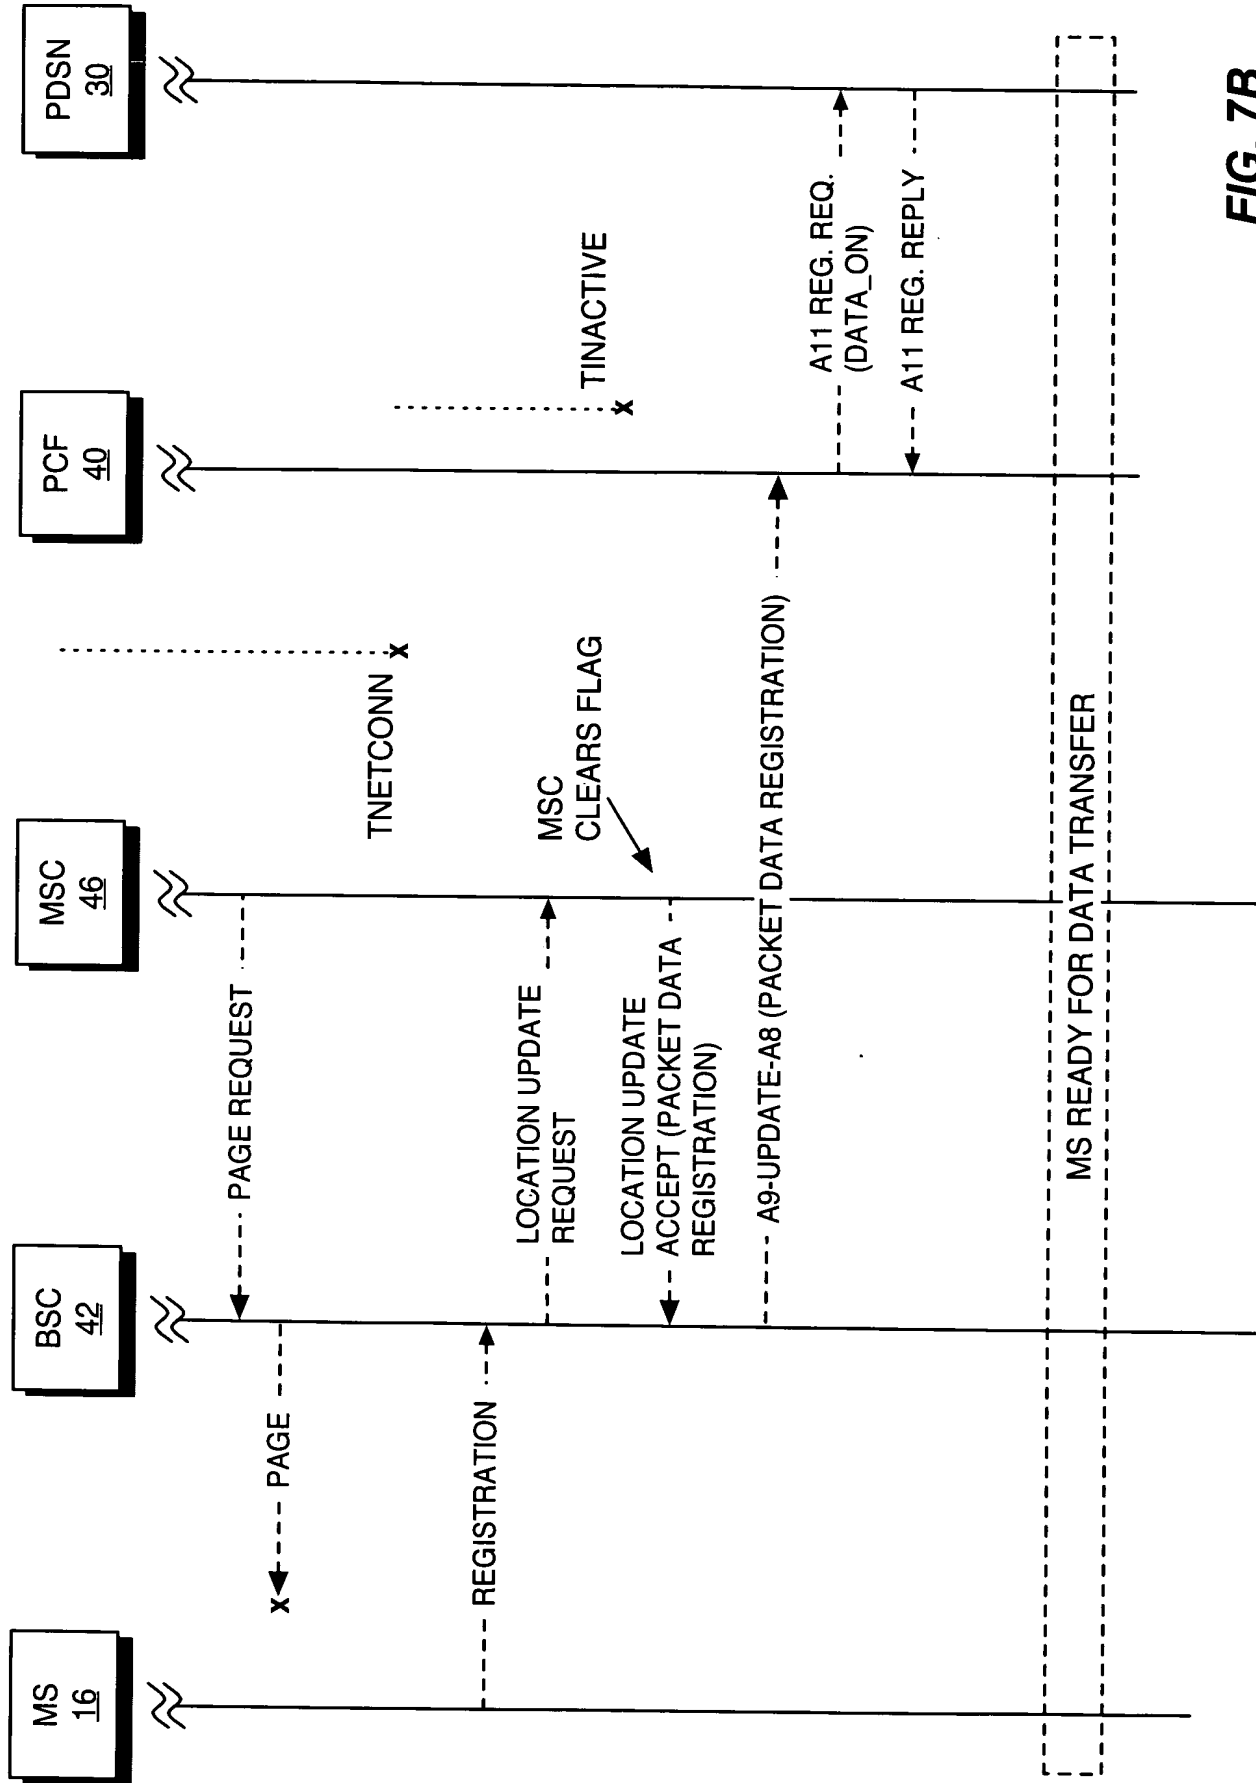 MS
16
BSC
42
MSC
46
PCF
40
PDSN
30
PAGE REQUEST
PAGE
x
TNETCONN
x
REGISTRATION
LOCATION UPDATE
REQUEST
MSC
CLEARS FLAG
TINACTIVE
x
LOCATION UPDATE
ACCEPT (PACKET DATA
REGISTRATION)
A9-UPDATE-A8 (PACKET DATA REGISTRATION)
A11 REG. REQ.
(DATA_ON)
A11 REG. REPLY
MS READY FOR DATA TRANSFER
FIG. 7B